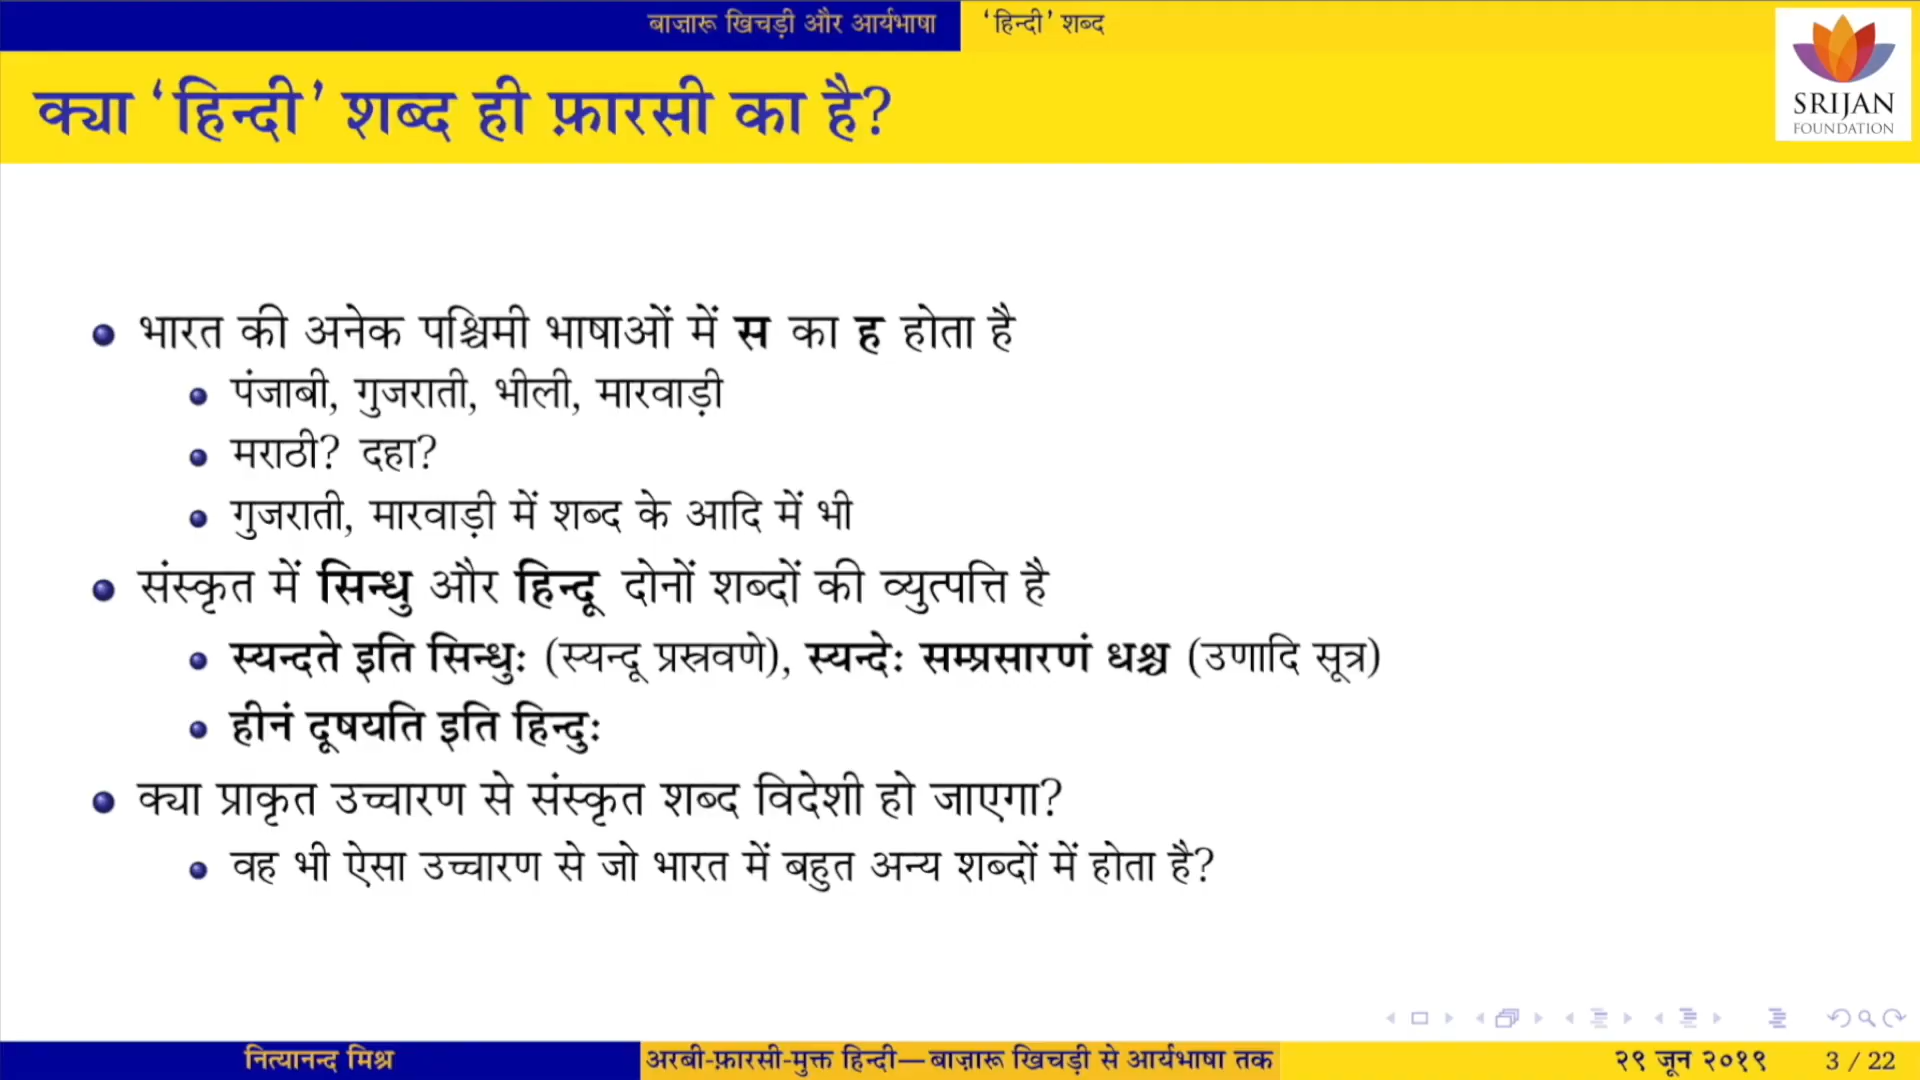 बाज़ारू खिचड़ी और आर्यभाषा
‘हिन्दी’ शब्द
SRIJAN
FOUNDATION
क्या ‘हिन्दी’ शब्द ही फ़ारसी का है?
भारत की अनेक पश्चिमी भाषाओं में स का ह होता है
पंजाबी, गुजराती, भीली, मारवाड़ी
मराठी? दहा?
गुजराती, मारवाड़ी में शब्द के आदि में भी
संस्कृत में सिन्धु और हिन्दू दोनों शब्दों की व्युत्पत्ति है
स्यन्दते इति सिन्धुः (स्यन्दू प्रस्रवणे), स्यन्देः सम्प्रसारणं धश्च (उणादि सूत्र)
हीनं दूषयति इति हिन्दुः
क्या प्राकृत उच्चारण से संस्कृत शब्द विदेशी हो जाएगा?
वह भी ऐसा उच्चारण से जो भारत में बहुत अन्य शब्दों में होता है?
नित्यानन्द मिश्र
अरबी-फ़ारसी-मुक्त हिन्दी—बाज़ारू खिचड़ी से आर्यभाषा तक
२९ जून २०१९
3 / 22